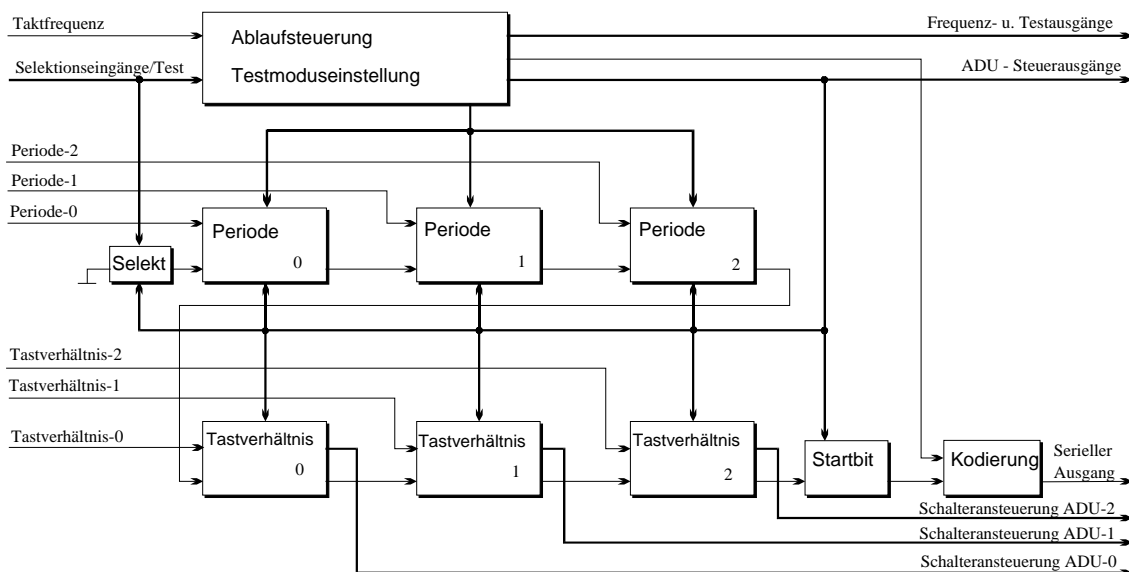 Taktfrequenz
Ablaufsteuerung
Frequenz- u. Testausgänge
Selektionseingänge/Test
Testmoduseinstellung
ADU - Steuerausgänge
Periode-2
Periode-1
Periode-0
Periode
0
Periode
1
Periode
2
Selekt
Tastverhältnis-2
Tastverhältnis-1
Tastverhältnis-0
Tastverhältnis
0
Tastverhältnis
1
Tastverhältnis
2
Startbit
Kodierung
Serieller
Ausgang
Schalteransteuerung ADU-2
Schalteransteuerung ADU-1
Schalteransteuerung ADU-0